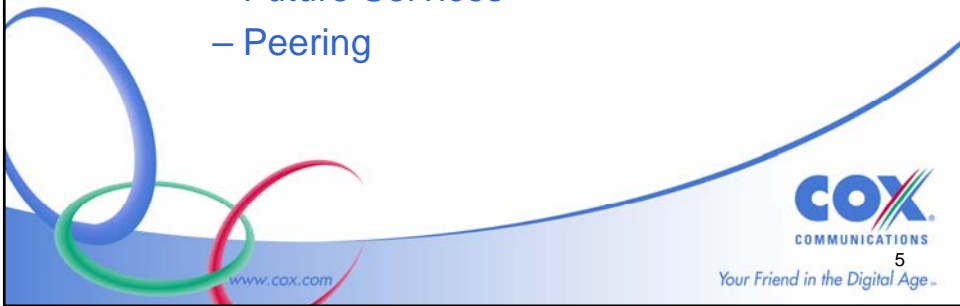 – Peering
COX
COMMUNICATIONS
5
www.cox.com
Your Friend in the Digital Age